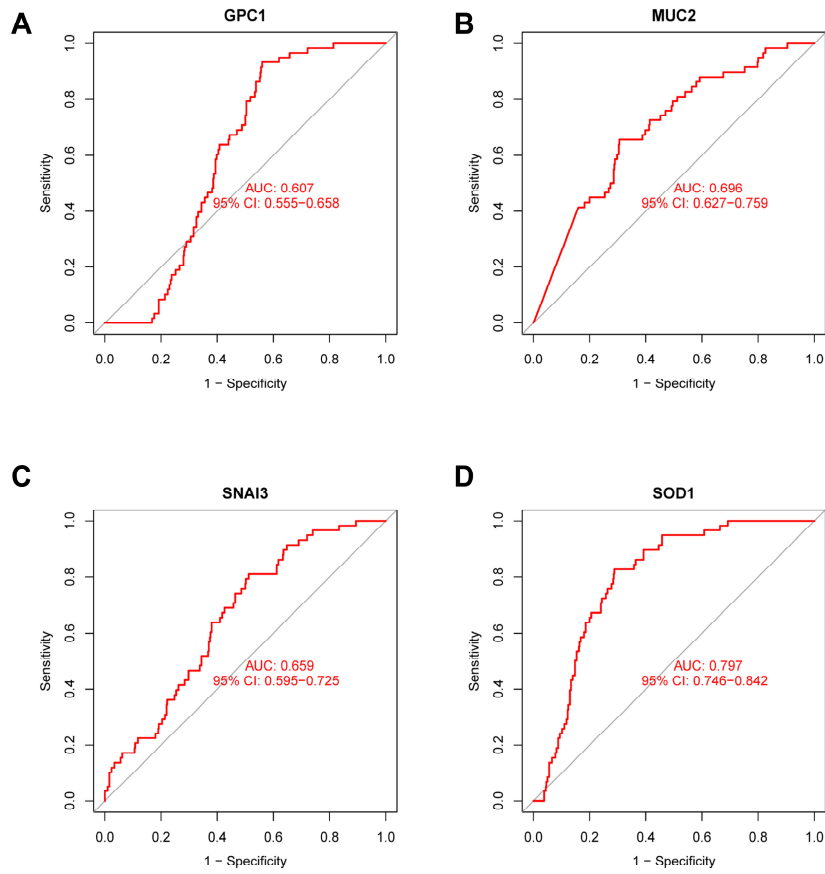 A
GPC1
Sensitivity
1.0
0.8
0.6
0.4
0.2
0.0
AUC: 0.607
95% CI: 0.555−0.658
0.0 0.2 0.4 0.6 0.8 1.0
1 − Specificity
B
MUC2
Sensitivity
1.0
0.8
0.6
0.4
0.2
0.0
AUC: 0.696
95% CI: 0.627−0.759
0.0 0.2 0.4 0.6 0.8 1.0
1 − Specificity
C
SNAI3
Sensitivity
1.0
0.8
0.6
0.4
0.2
0.0
AUC: 0.659
95% CI: 0.595−0.725
0.0 0.2 0.4 0.6 0.8 1.0
1 − Specificity
D
SOD1
Sensitivity
1.0
0.8
0.6
0.4
0.2
0.0
AUC: 0.797
95% CI: 0.746−0.842
0.0 0.2 0.4 0.6 0.8 1.0
1 − Specificity